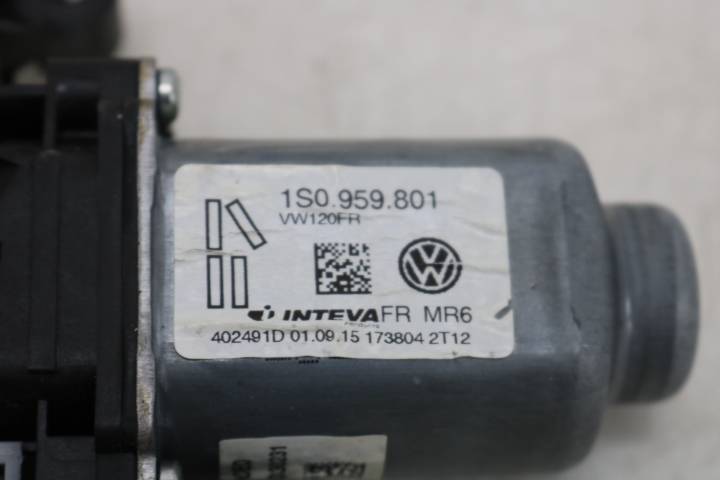 1S0.959.801
VW120FR
INTEVA FR MR6
402491D 01.09.15 173804 2T12